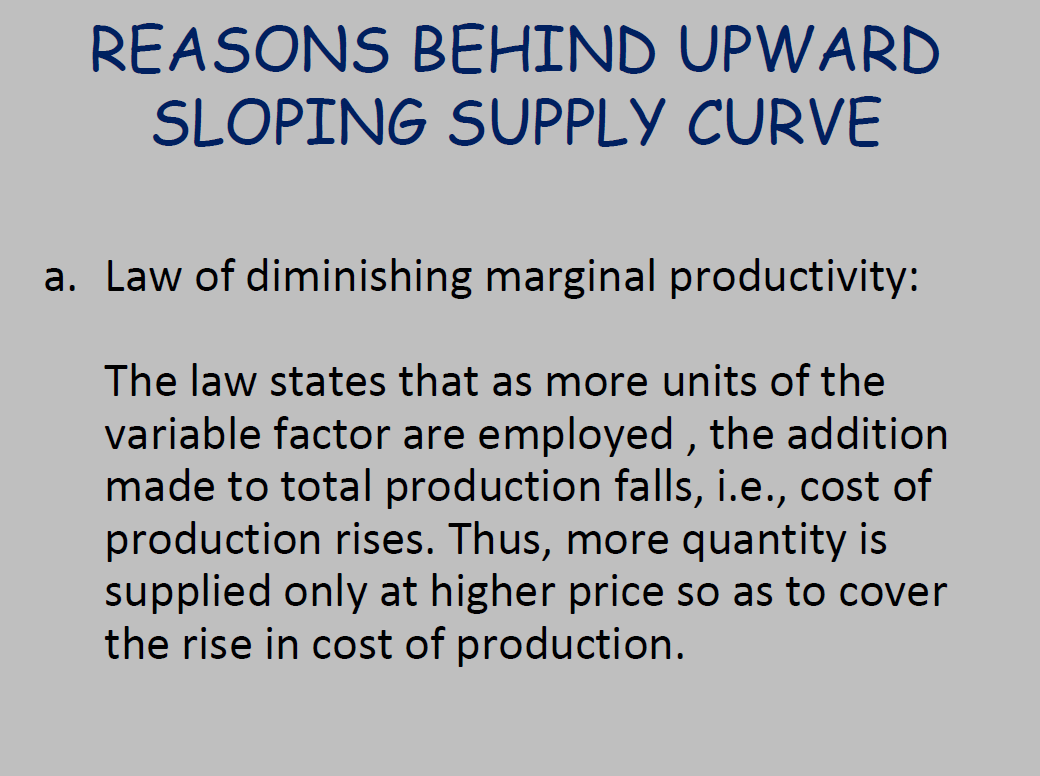 REASONS BEHIND UPWARD
SLOPING SUPPLY CURVE
a. Law of diminishing marginal productivity:
The law states that as more units of the
variable factor are employed , the addition
made to total production falls, i.e., cost of
production rises. Thus, more quantity is
supplied only at higher price so as to cover
the rise in cost of production.